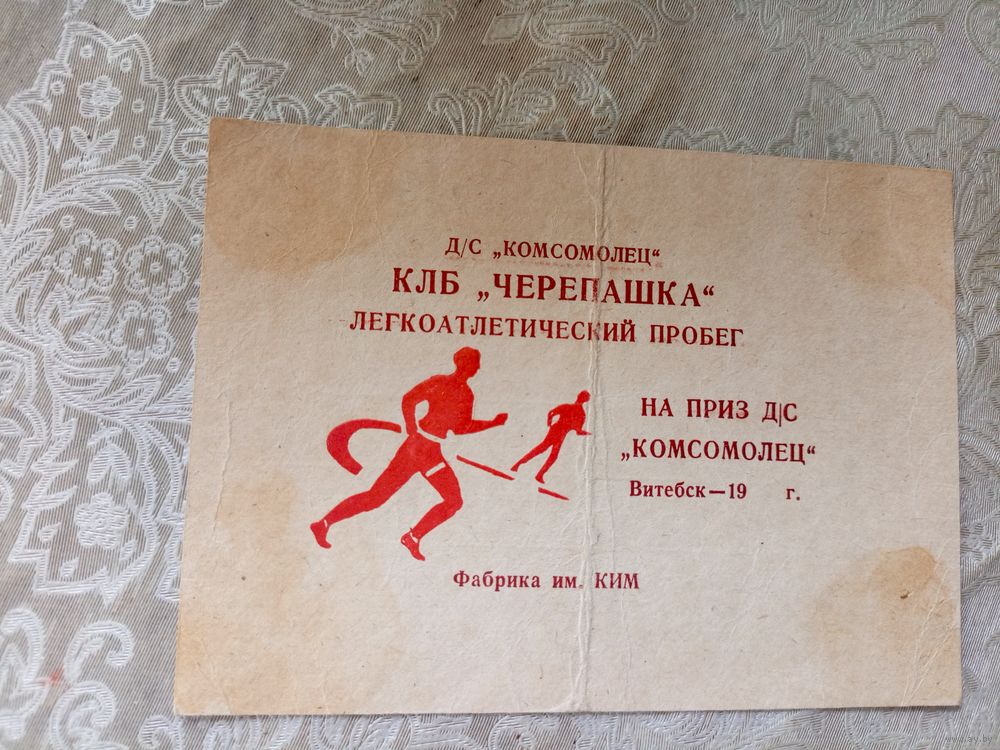 Д/С „КОМСОМОЛЕЦ“
КЛБ „ЧЕРЕПАШКА“
ЛЕГКОАТЛЕТИЧЕСКИЙ ПРОБЕГ
НА ПРИЗ Д/С
„КОМСОМОЛЕЦ“
Витебск—19 г.
Фабрика им. КИМ